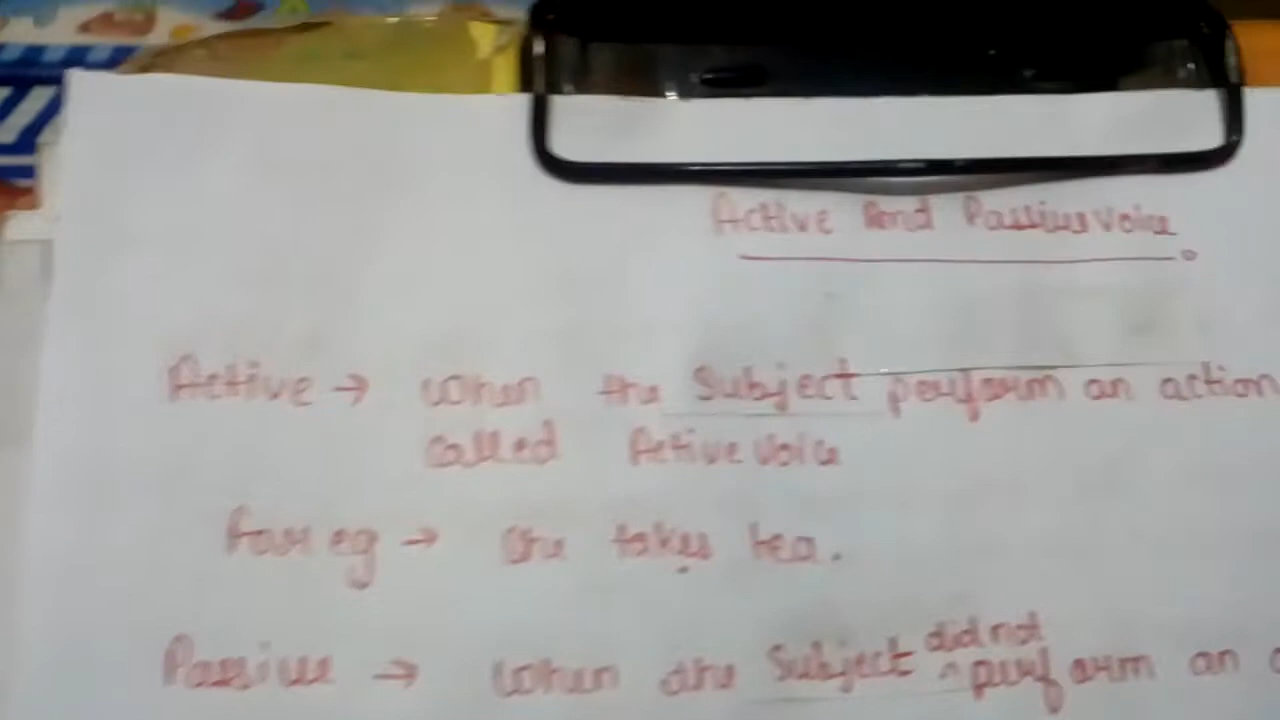 Active And Passive Voice
Active → When the Subject perform an action
called Active Voice
For eg → She takes tea.
Passive → When the Subject did not perform an